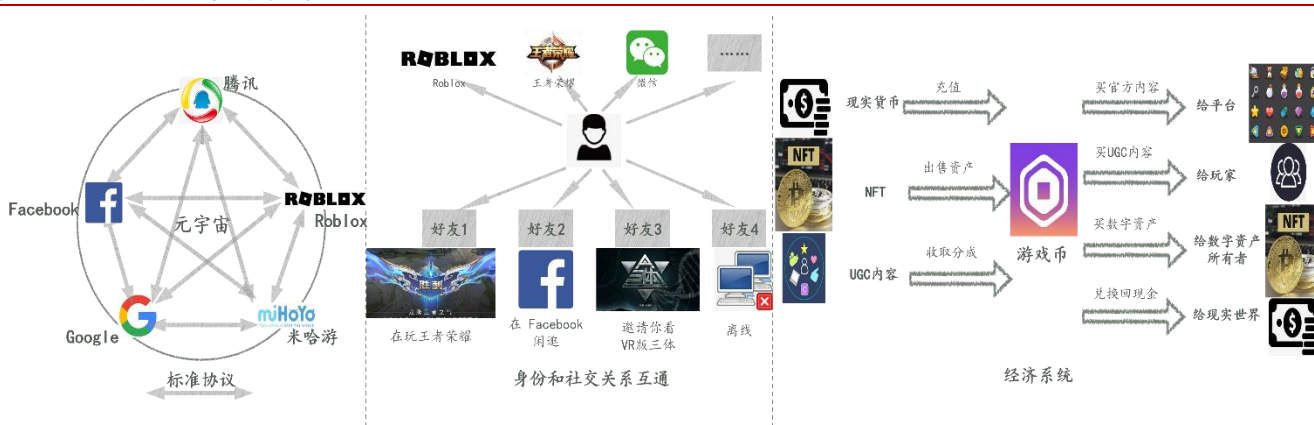 腾讯
Facebook
ROBLOX
Roblox
元宇宙
Google
miHoYo
米哈游
标准协议
ROBLOX
Roblox
王者荣耀
王者荣耀
微信
......
好友1
好友2
好友3
好友4
胜利
三体
在玩王者荣耀
在 Facebook
闲逛
邀请你看
VR版三体
离线
身份和社交关系互通
现实货币
充值
买官方内容
给平台
NFT
NFT
出售资产
买UGC内容
给玩家
UGC内容
收取分成
游戏币
买数字资产
给数字资产
所有者
NFT
兑换回现金
给现实世界
经济系统